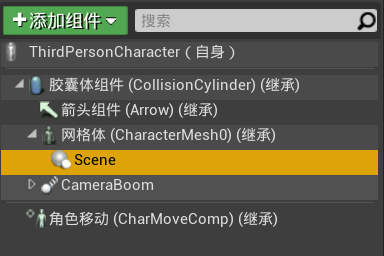 +添加组件 搜索
ThirdPersonCharacter（自身）
胶囊体组件 (CollisionCylinder) (继承)
箭头组件 (Arrow) (继承)
网格体 (CharacterMesh0) (继承)
Scene
CameraBoom
角色移动 (CharMoveComp) (继承)